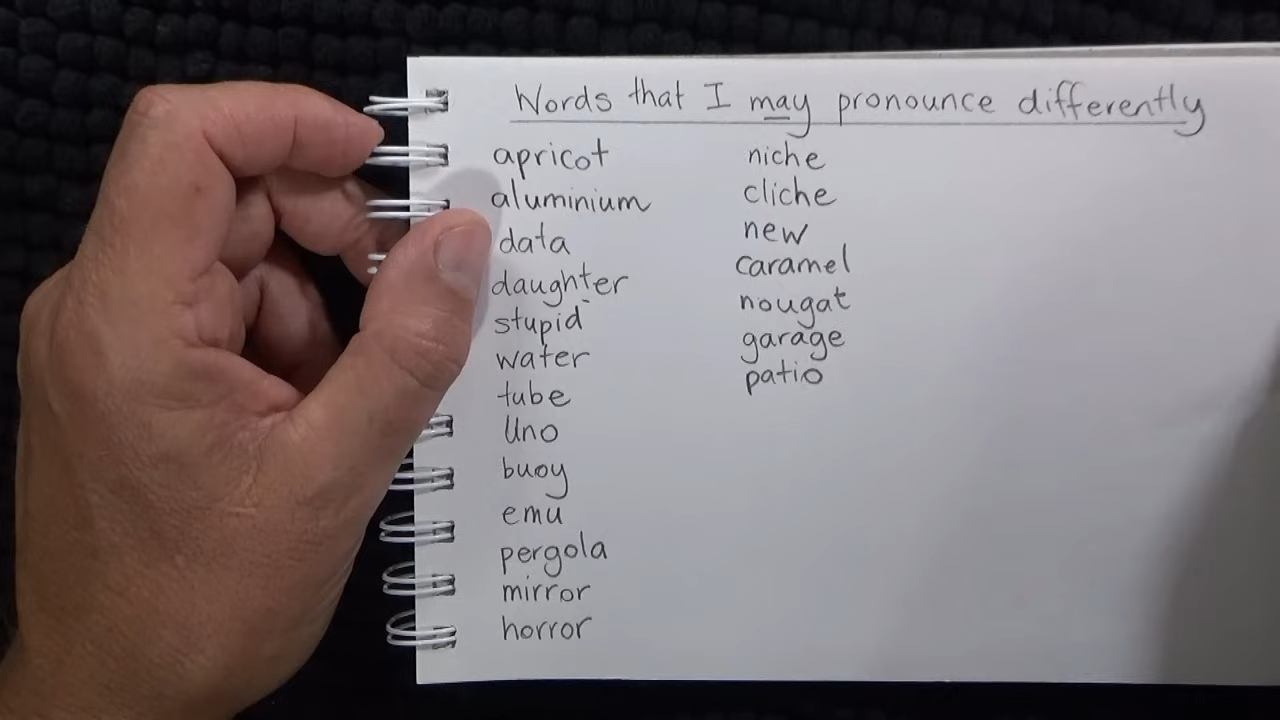 Words that I may pronounce differently
apricot
aluminium
data
daughter
stupid
water
tube
Uno
buoy
emu
pergola
mirror
horror
niche
cliche
new
caramel
nougat
garage
patio